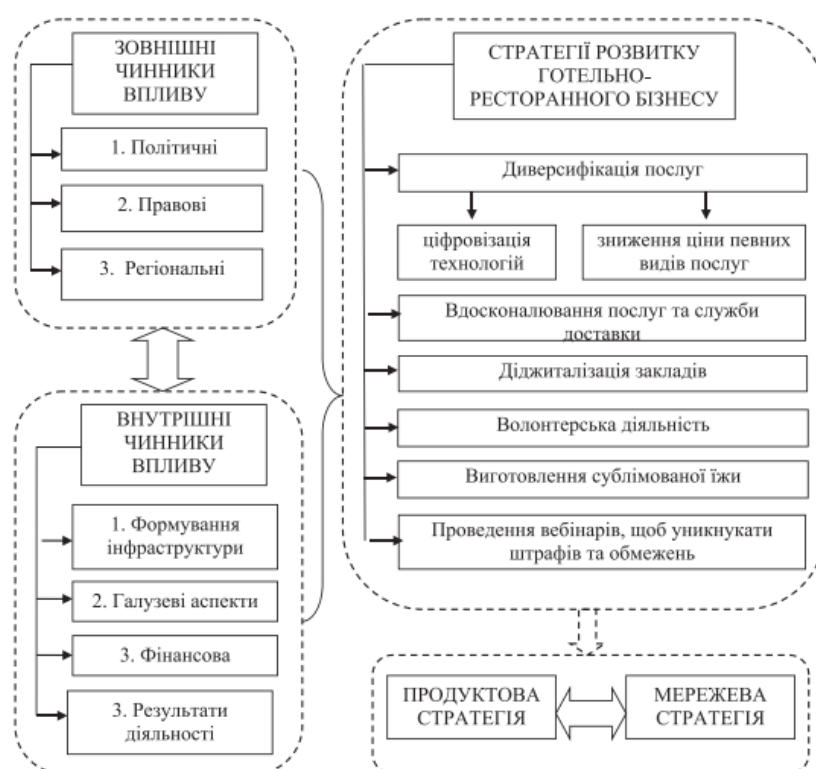 ЗОВНІШНІ
ЧИННИКИ
ВПЛИВУ
1. Політичні
2. Правові
3. Регіональні
ВНУТРІШНІ
ЧИННИКИ
ВПЛИВУ
1. Формування
інфраструктури
2. Галузеві аспекти
3. Фінансова
3. Результати
діяльності
СТРАТЕГІЇ РОЗВИТКУ
ГОТЕЛЬНО-
РЕСТОРАННОГО БІЗНЕСУ
Диверсифікація послуг
ціфровізація
технологій
зниження ціни певних
видів послуг
Вдосконалювання послуг та служби
доставки
Діджиталізація закладів
Волонтерська діяльність
Виготовлення сублімованої їжи
Проведення вебінарів, щоб уникнукати
штрафів та обмежень
ПРОДУКТОВА
СТРАТЕГІЯ
МЕРЕЖЕВА
СТРАТЕГІЯ